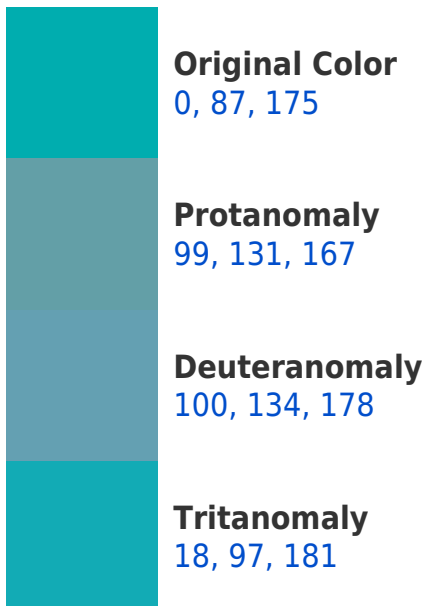 Original Color
0, 87, 175
Protanomaly
99, 131, 167
Deuteranomaly
100, 134, 178
Tritanomaly
18, 97, 181